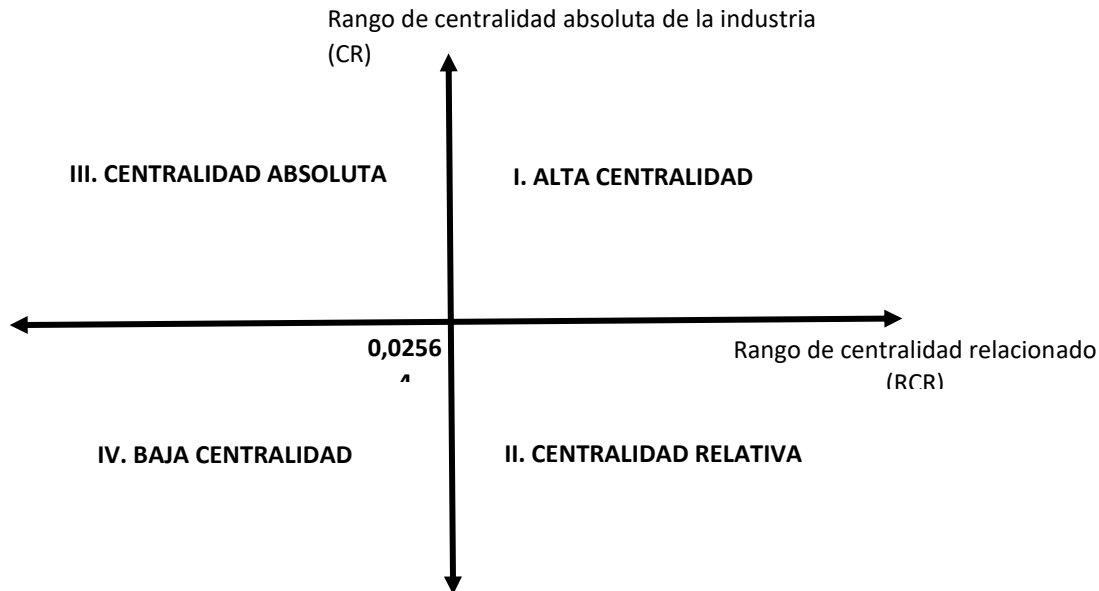 Rango de centralidad absoluta de la industria
(CR)
III. CENTRALIDAD ABSOLUTA
I. ALTA CENTRALIDAD
0,0256
Rango de centralidad relacionado
(RCR)
IV. BAJA CENTRALIDAD
II. CENTRALIDAD RELATIVA